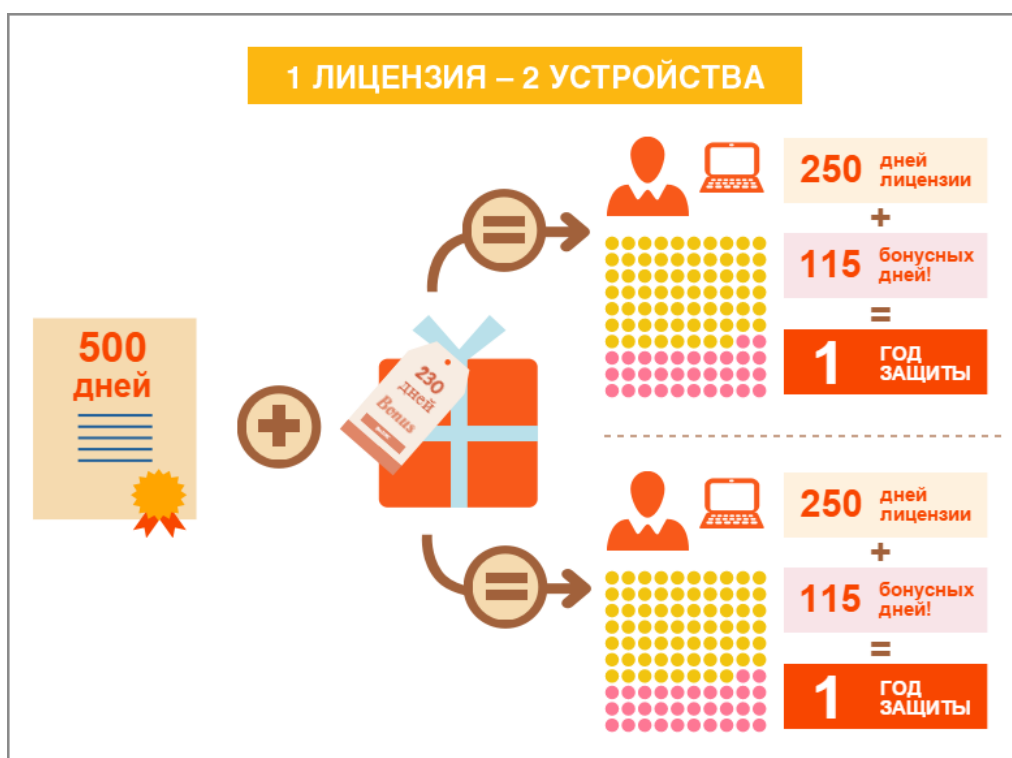 1 ЛИЦЕНЗИЯ – 2 УСТРОЙСТВА
500
дней
+
230
дней
Bonus
=
250 дней
лицензии
+
115 бонусных
дней!
=
1 ГОД
ЗАЩИТЫ
=
250 дней
лицензии
+
115 бонусных
дней!
=
1 ГОД
ЗАЩИТЫ